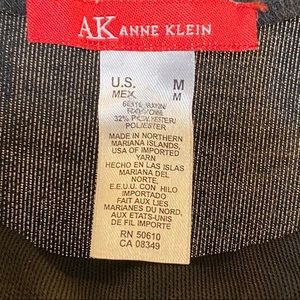 AK ANNE KLEIN
U.S. M
MEX. M
32% POLYESTER/
POLIESTER
MADE IN NORTHERN
MARIANA ISLANDS,
USA OF IMPORTED
YARN
HECHO EN LAS ISLAS
MARIANA DEL
NORTE,
E.E.U.U. CON HILO
IMPORTADO
FAIT AUX LIES
MARIANES DU NORD,
AUX ETATS-UNIS
DE FIL IMPORTE
RN 50610
CA 08349